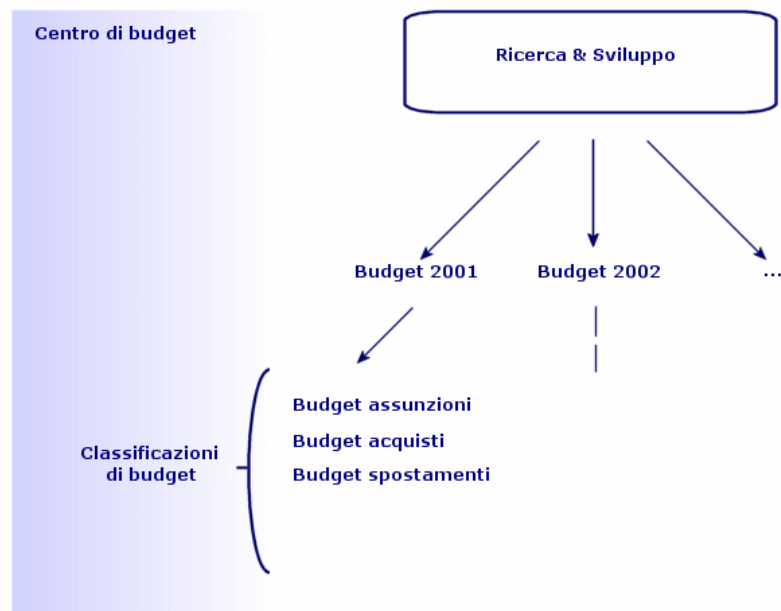 Centro di budget
Ricerca & Sviluppo
Budget 2001
Budget 2002
...
Budget assunzioni
Budget acquisti
Budget spostamenti
Classificazioni
di budget